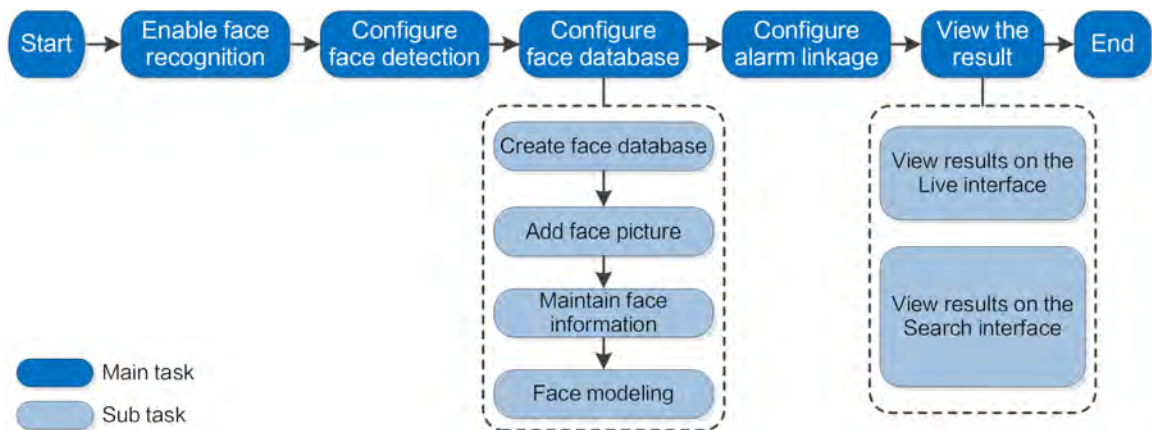 Start
Enable face
recognition
Configure
face detection
Configure
face database
Configure
alarm linkage
View the
result
End
Create face database
Add face picture
Maintain face
information
Face modeling
View results on the
Live interface
View results on the
Search interface
Main task
Sub task